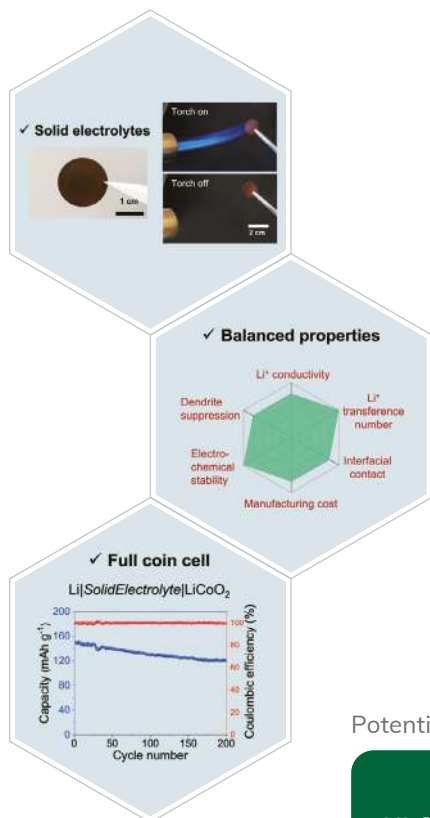 ✓ Solid electrolytes
1 cm
Torch on
Torch off
2 cm
✓ Balanced properties
Li⁺ conductivity
Dendrite
suppression
Li⁺
transference
number
Electro-
chemical
stability
Interfacial
contact
Manufacturing cost
✓ Full coin cell
Li|SolidElectrolyte|LiCoO₂
Capacity (mAh g⁻¹)
200
160
120
80
40
0
0
50
100
150
200
Cycle number
100
80
60
40
20
0
Coulombic efficiency (%)
Potenti